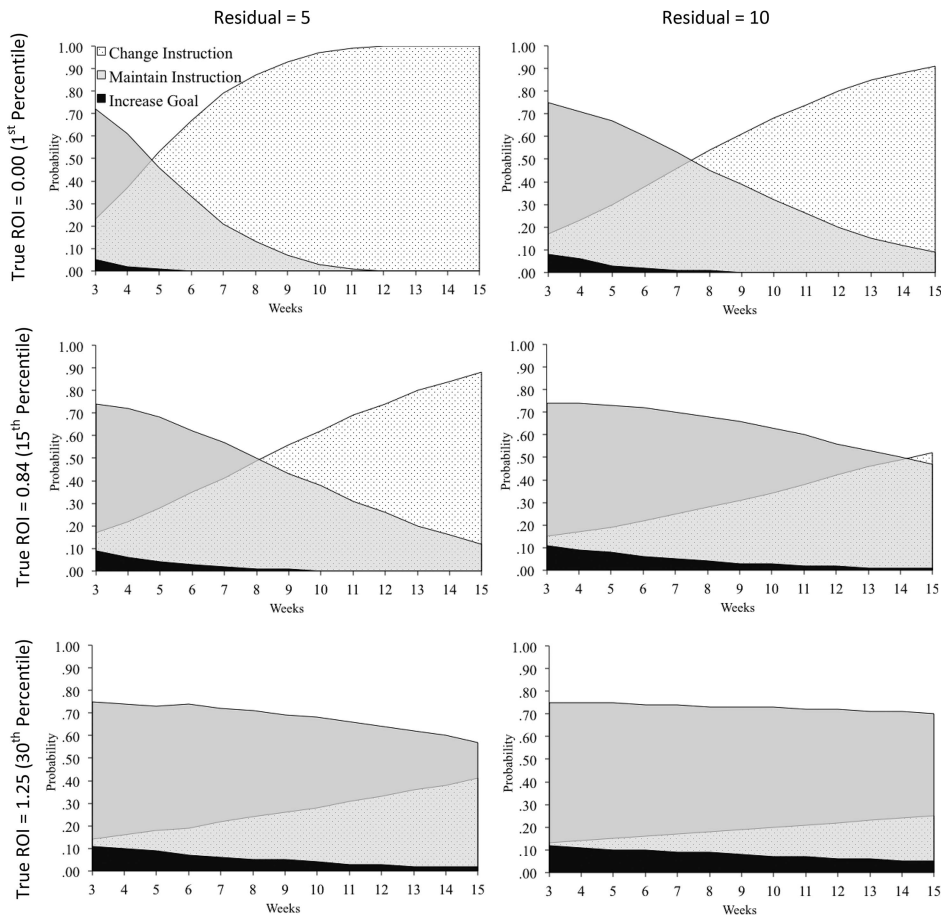 Residual = 5
Residual = 10
True ROI = 0.00 (1st Percentile)
Probability
1.00
.90
.80
.70
.60
.50
.40
.30
.20
.10
.00
Change Instruction
Maintain Instruction
Increase Goal
3 4 5 6 7 8 9 10 11 12 13 14 15
Weeks
Probability
1.00
.90
.80
.70
.60
.50
.40
.30
.20
.10
.00
3 4 5 6 7 8 9 10 11 12 13 14 15
Weeks
True ROI = 0.84 (15th Percentile)
Probability
1.00
.90
.80
.70
.60
.50
.40
.30
.20
.10
.00
3 4 5 6 7 8 9 10 11 12 13 14 15
Weeks
Probability
1.00
.90
.80
.70
.60
.50
.40
.30
.20
.10
.00
3 4 5 6 7 8 9 10 11 12 13 14 15
Weeks
True ROI = 1.25 (30th Percentile)
Probability
1.00
.90
.80
.70
.60
.50
.40
.30
.20
.10
.00
3 4 5 6 7 8 9 10 11 12 13 14 15
Weeks
Probability
1.00
.90
.80
.70
.60
.50
.40
.30
.20
.10
.00
3 4 5 6 7 8 9 10 11 12 13 14 15
Weeks